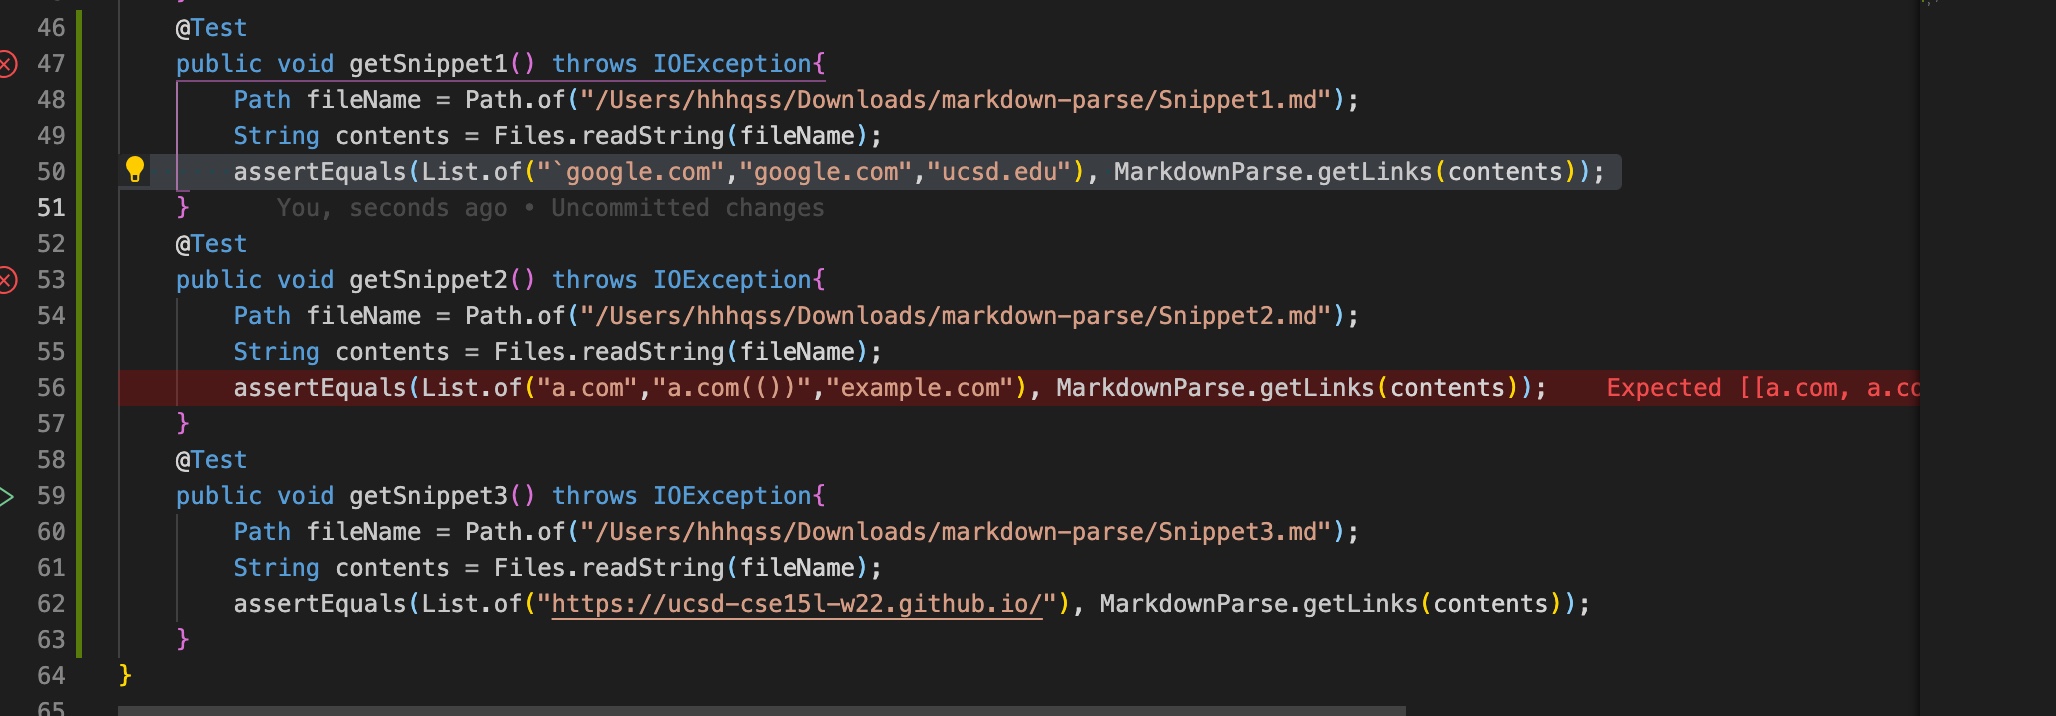 46 @Test
47 public void getSnippet1() throws IOException{
48 Path fileName = Path.of("/Users/hhhqss/Downloads/markdown-parse/Snippet1.md");
49 String contents = Files.readString(fileName);
50 assertEquals(List.of("`google.com","google.com","ucsd.edu"), MarkdownParse.getLinks(contents));
51 } You, seconds ago • Uncommitted changes
52 @Test
53 public void getSnippet2() throws IOException{
54 Path fileName = Path.of("/Users/hhhqss/Downloads/markdown-parse/Snippet2.md");
55 String contents = Files.readString(fileName);
56 assertEquals(List.of("a.com","a.com(())","example.com"), MarkdownParse.getLinks(contents)); Expected [[a.com, a.co
57 }
58 @Test
59 public void getSnippet3() throws IOException{
60 Path fileName = Path.of("/Users/hhhqss/Downloads/markdown-parse/Snippet3.md");
61 String contents = Files.readString(fileName);
62 assertEquals(List.of("https://ucsd-cse15l-w22.github.io/"), MarkdownParse.getLinks(contents));
63 }
64 }
65